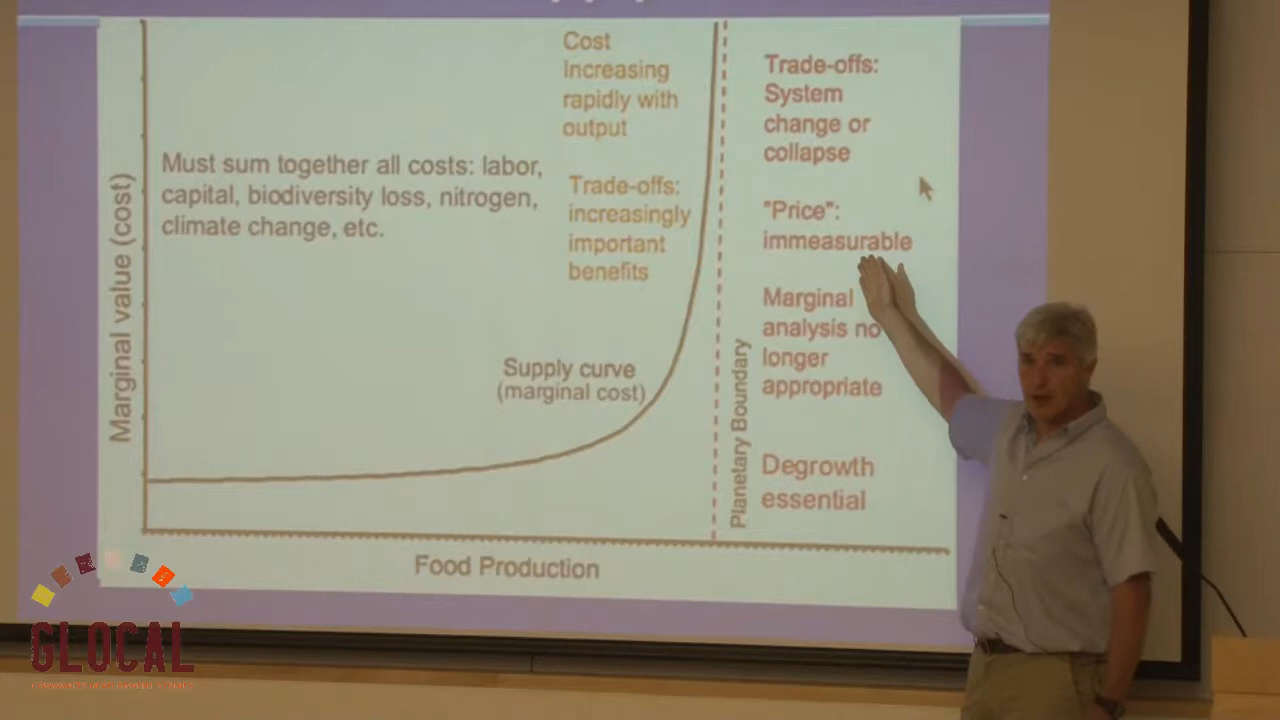 Cost
Increasing
rapidly with
output
Trade-offs:
System
change or
collapse
Must sum together all costs: labor,
capital, biodiversity loss, nitrogen,
climate change, etc.
Trade-offs:
increasingly
important
benefits
"Price":
immeasurable
Marginal value (cost)
Marginal
analysis no
longer
appropriate
Supply curve
(marginal cost)
Planetary Boundary
Degrowth
essential
Food Production
GLOCAL